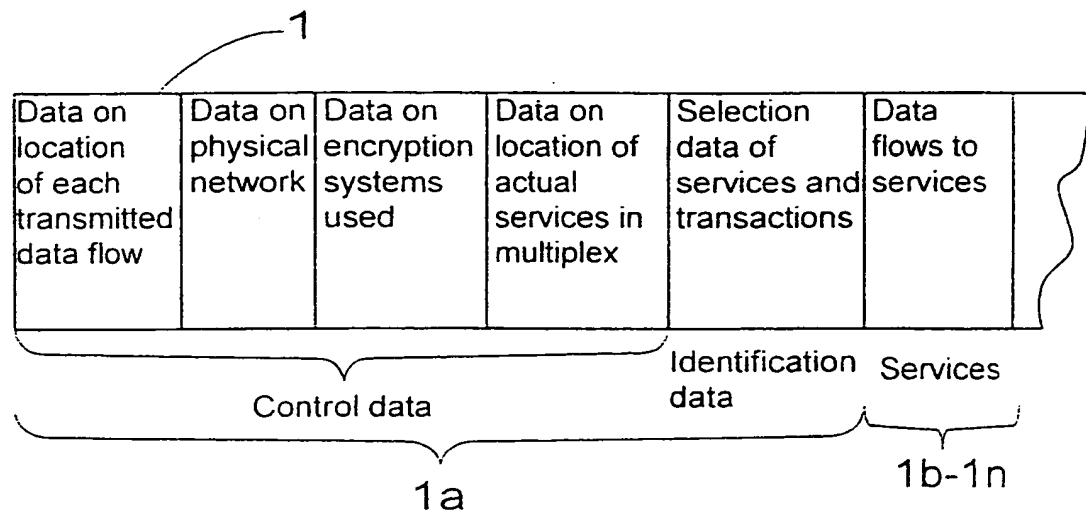 1
Data on
location
of each
transmitted
data flow
Data on
physical
network
Data on
encryption
systems
used
Data on
location of
actual
services in
multiplex
Selection
data of
services and
transactions
Data
flows to
services
Control data
Identification
data
Services
1a
1b-1n